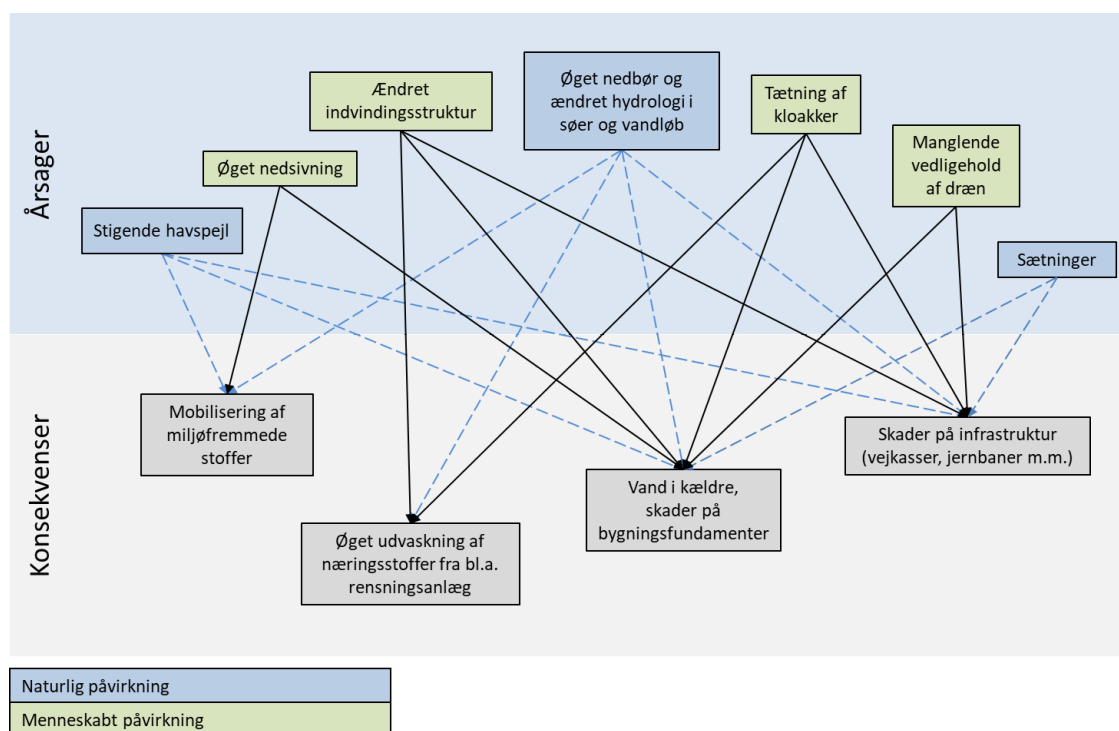 Årsager
Øget nedbør og
ændret hydrologi i
søer og vandløb
Ændret
indvindingsstruktur
Tætning af
kloakker
Manglende
vedligehold
af dræn
Øget nedsivning
Stigende havspejl
Sætninger
Konsekvenser
Mobilisering af
miljøfremmede
stoffer
Skader på infrastruktur
(vejkasser, jernbaner m.m.)
Vand i kældre,
skader på
bygningsfundamenter
Øget udvaskning af
næringsstoffer fra bl.a.
rensningsanlæg
Naturlig påvirkning
Menneskabt påvirkning